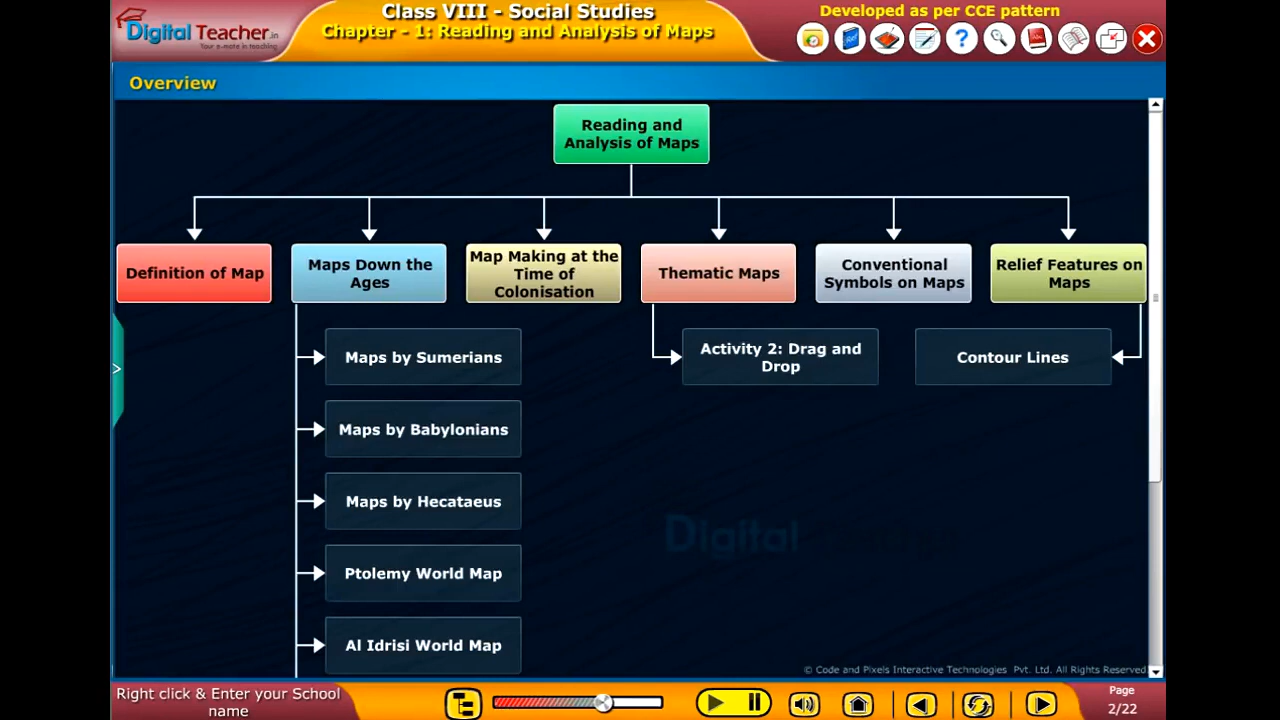 Digital Teacher.in
Your e-mate in teaching
Class VIII - Social Studies
Chapter - 1: Reading and Analysis of Maps
Developed as per CCE pattern
Overview
Reading and
Analysis of Maps
Definition of Map
Maps Down the
Ages
Map Making at the
Time of
Colonisation
Thematic Maps
Conventional
Symbols on Maps
Relief Features on
Maps
Maps by Sumerians
Maps by Babylonians
Maps by Hecataeus
Ptolemy World Map
Al Idrisi World Map
Activity 2: Drag and
Drop
Contour Lines
Digital
© Code and Pixels Interactive Technologies Pvt. Ltd. All Rights Reserved
Right click & Enter your School
name
Page
2/22